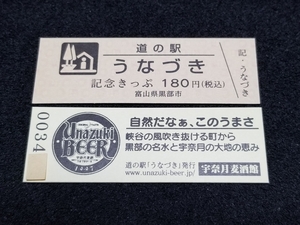 道の駅
うなづき
記念きっぷ 180円(税込)
富山県黒部市
記・うなづき
0034
Unazuki
BEER
1997
自然だなぁ、このうまさ
峡谷の風吹き抜ける町から
黒部の名水と宇奈月の大地の恵み
道の駅「うなづき」発行
www.unazuki-beer.jp/
宇奈月麦酒館